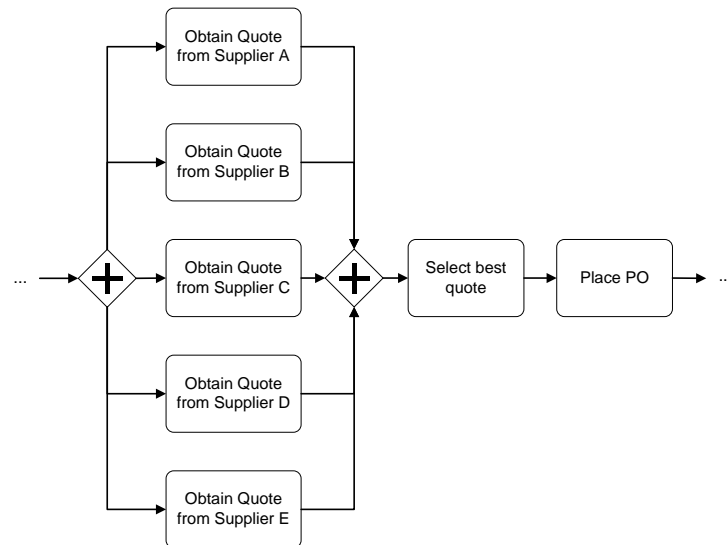 Obtain Quote
from Supplier A
Obtain Quote
from Supplier B
...
Obtain Quote
from Supplier C
Select best
quote
Place PO
..
Obtain Quote
from Supplier D
Obtain Quote
from Supplier E